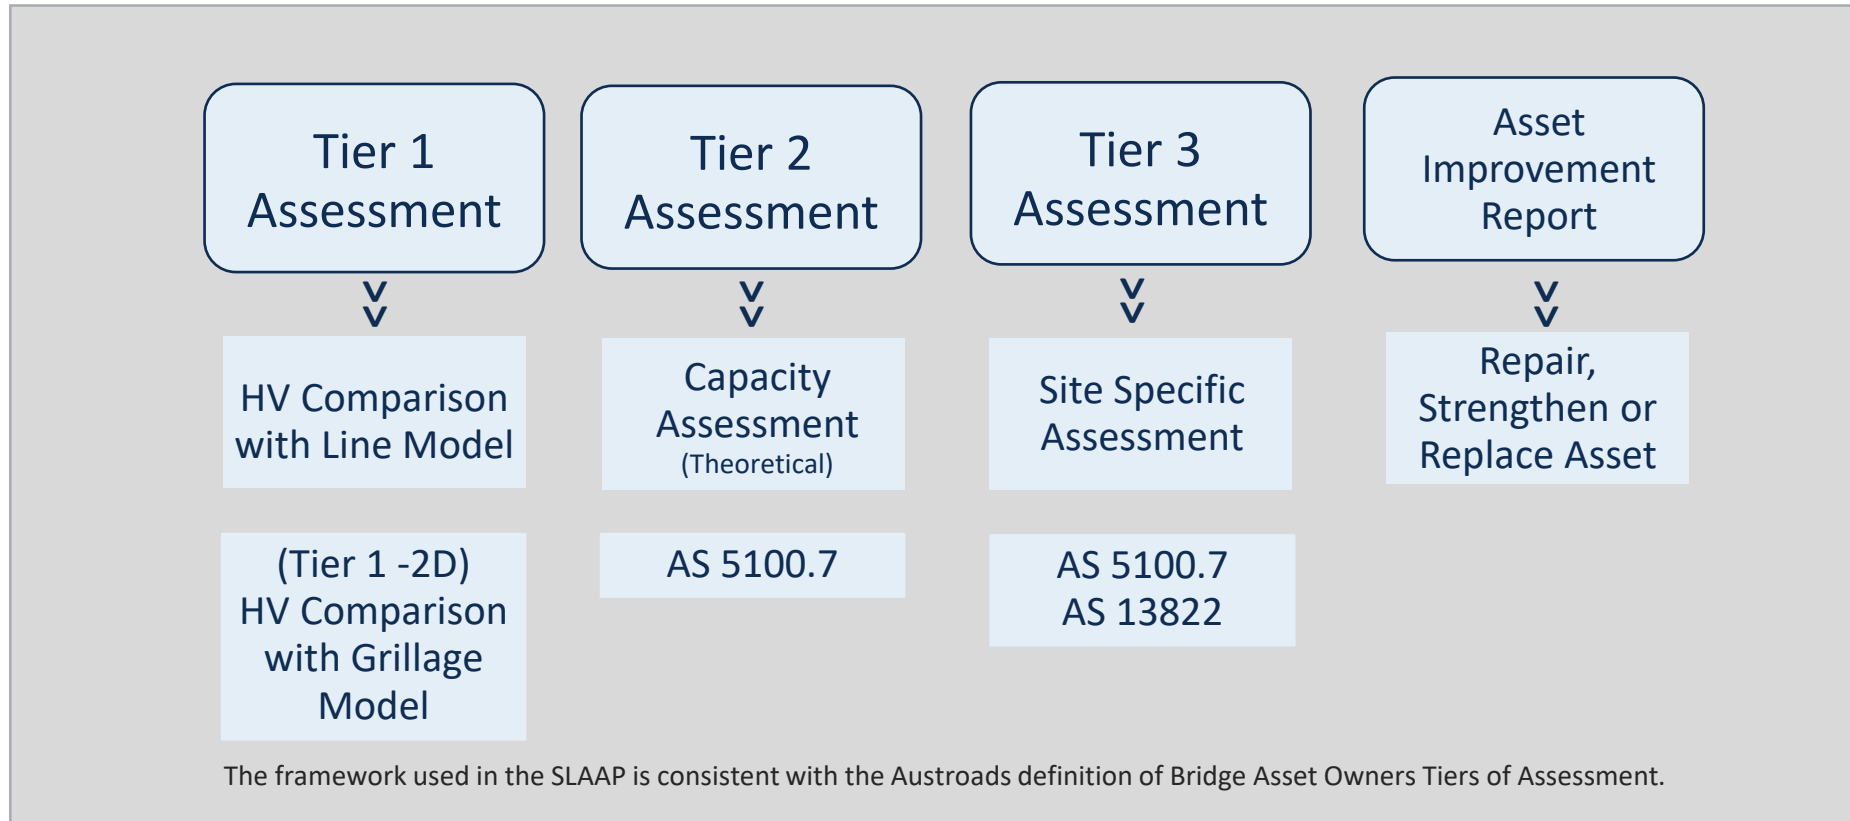 Tier 1
Assessment
HV Comparison
with Line Model
(Tier 1 -2D)
HV Comparison
with Grillage
Model
Tier 2
Assessment
Capacity
Assessment
(Theoretical)
AS 5100.7
Tier 3
Assessment
Site Specific
Assessment
AS 5100.7
AS 13822
Asset
Improvement
Report
Repair,
Strengthen or
Replace Asset
The framework used in the SLAAP is consistent with the Austroads definition of Bridge Asset Owners Tiers of Assessment.